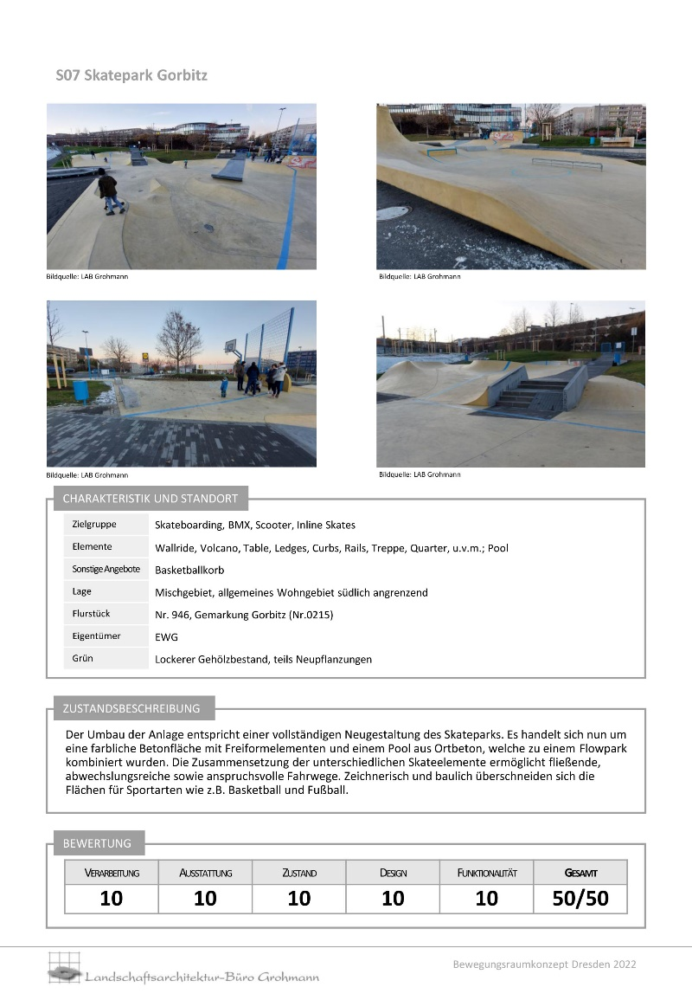 S07 Skatepark Gorbitz
Bildquelle: LAB Grohmann
Bildquelle: LAB Grohmann
Bildquelle: LAB Grohmann
Bildquelle: LAB Grohmann
CHARAKTERISTIK UND STANDORT
Zielgruppe Skateboarding, BMX, Scooter, Inline Skates
Elemente Wallride, Volcano, Table, Ledges, Curbs, Rails, Treppe, Quarter, u.v.m.; Pool
Sonstige Angebote Basketballkorb
Lage Mischgebiet, allgemeines Wohngebiet südlich angrenzend
Flurstück Nr. 946, Gemarkung Gorbitz (Nr.0215)
Eigentümer EWG
Grün Lockerer Gehölzbestand, teils Neupflanzungen
ZUSTANDSBESCHREIBUNG
Der Umbau der Anlage entspricht einer vollständigen Neugestaltung des Skateparks. Es handelt sich nun um
eine farbliche Betonfläche mit Freiformelementen und einem Pool aus Ortbeton, welche zu einem Flowpark
kombiniert wurden. Die Zusammensetzung der unterschiedlichen Skateelemente ermöglicht fließende,
abwechslungsreiche sowie anspruchsvolle Fahrwege. Zeichnerisch und baulich überschneiden sich die
Flächen für Sportarten wie z.B. Basketball und Fußball.
BEWERTUNG
VERARBEITUNG AUSSTATTUNG ZUSTAND DESIGN FUNKTIONALITÄT GESAMT
10 10 10 10 10 50/50
Landschaftsarchitektur-Büro Grohmann
Bewegungsraumkonzept Dresden 2022